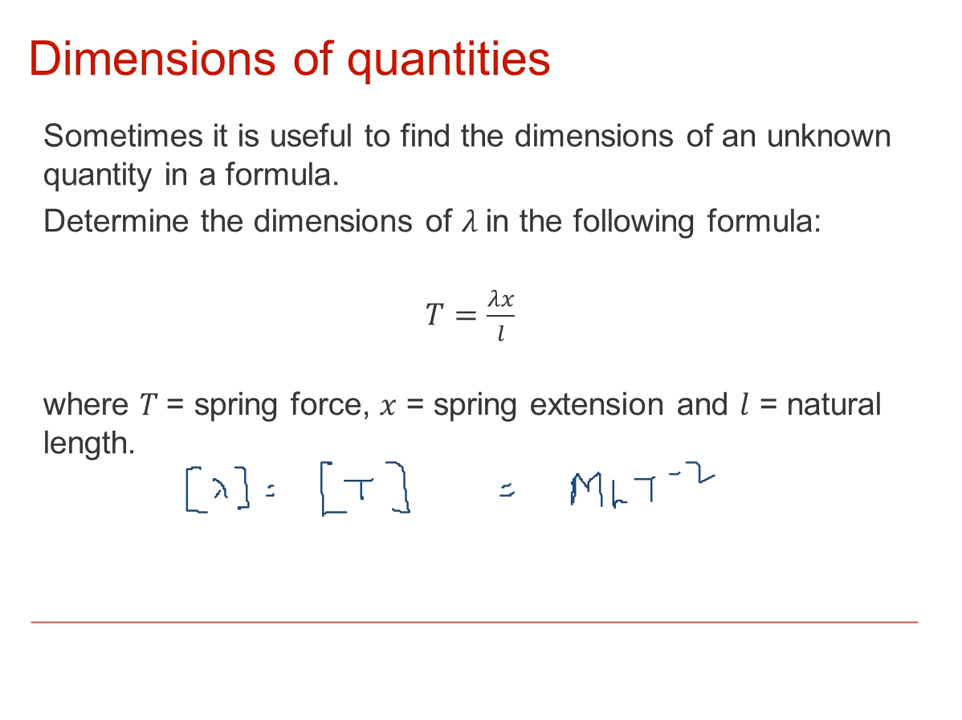 Dimensions of quantities
Sometimes it is useful to find the dimensions of an unknown
quantity in a formula.
Determine the dimensions of λ in the following formula:
T = λx/l
where T = spring force, x = spring extension and l = natural
length.
[λ] = [T] = MLT⁻²